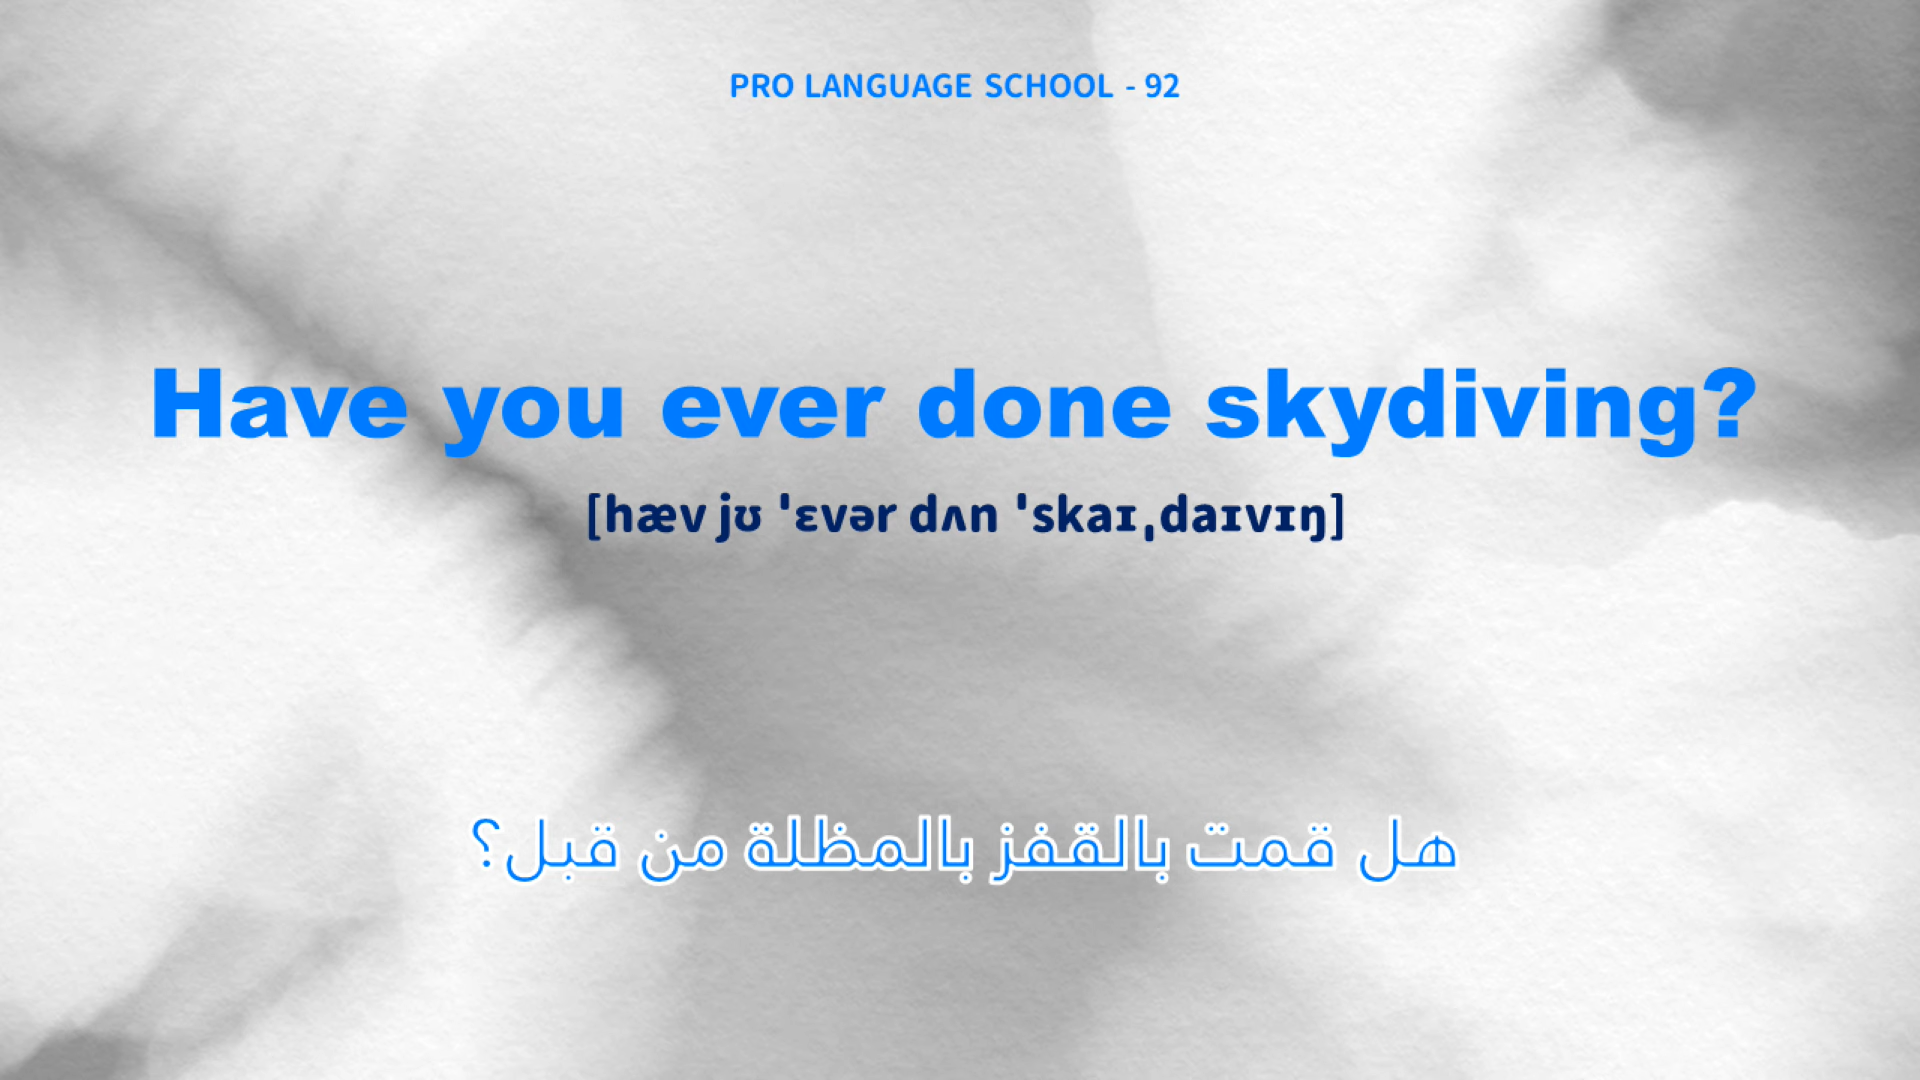 PRO LANGUAGE SCHOOL - 92
Have you ever done skydiving?
[hæv jʊ ˈɛvər dʌn ˈskaɪˌdaɪvɪŋ]
هل قمت بالقفز بالمظلة من قبل؟